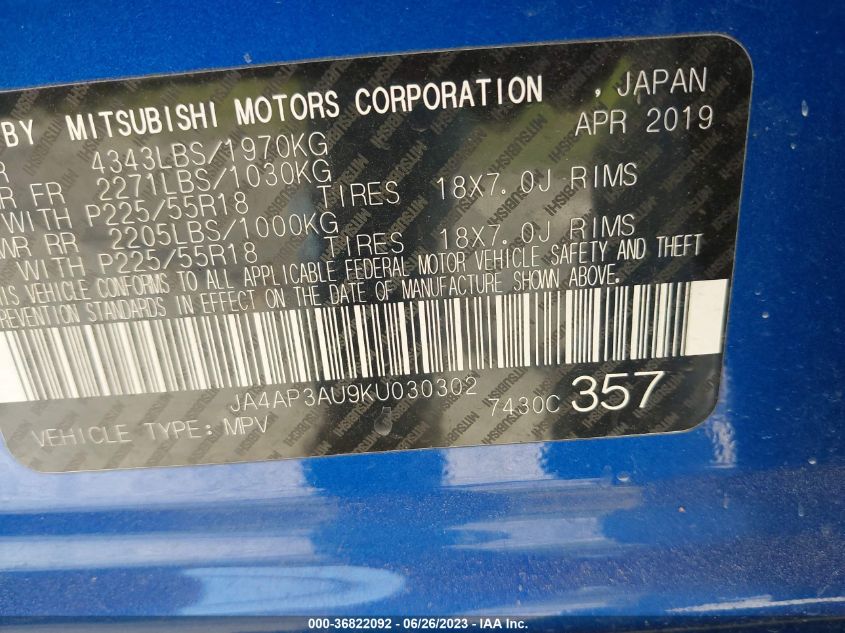 BY MITSUBISHI MOTORS CORPORATION , JAPAN
APR 2019
R 4343LBS/1970KG
R FR 2271LBS/1030KG
WITH P225/55R18 TIRES 18X7.0J RIMS
WR RR 2205LBS/1000KG
WITH P225/55R18 TIRES 18X7.0J RIMS
IS VEHICLE CONFORMS TO ALL APPLICABLE FEDERAL MOTOR VEHICLE SAFETY AND THEFT
PREVENTION STANDARDS IN EFFECT ON THE DATE OF MANUFACTURE SHOWN ABOVE.
JA4AP3AU9KU030302 7430C 357
VEHICLE TYPE: MPV
000-36822092 - 06/26/2023 - IAA Inc.